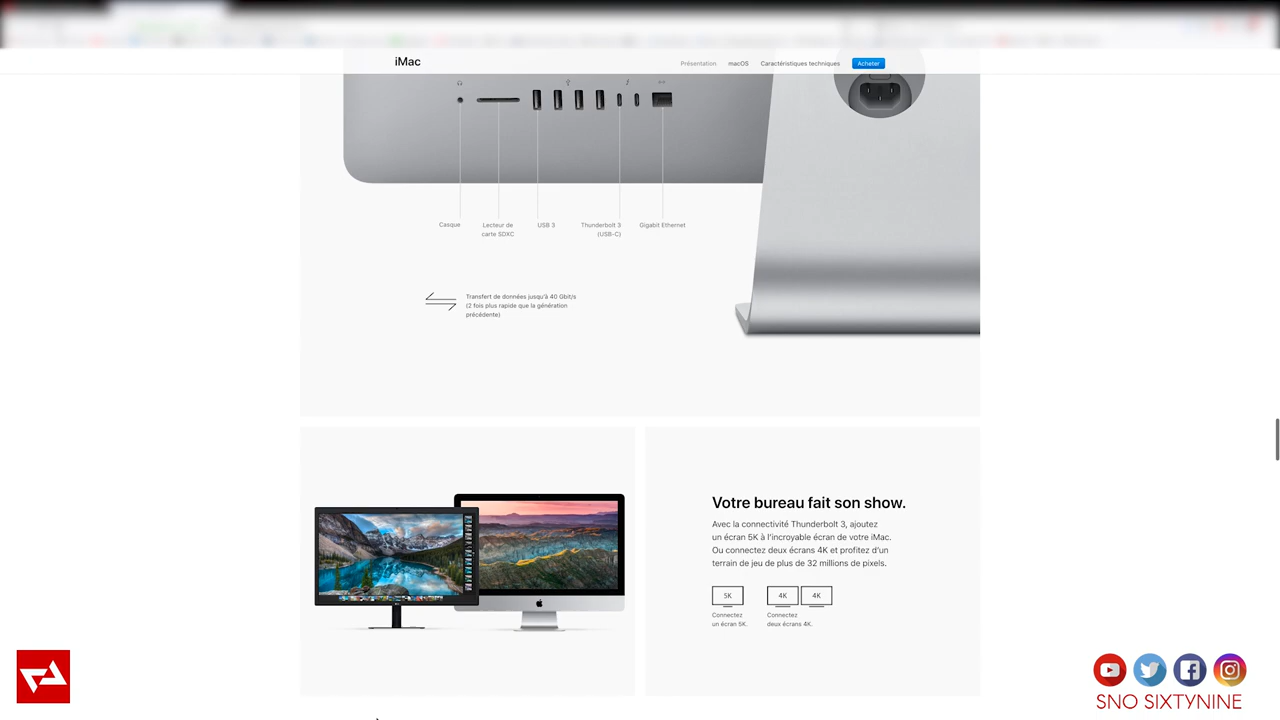 iMac
Présentation
macOS
Caractéristiques techniques
Acheter
Casque
Lecteur de
carte SDXC
USB 3
Thunderbolt 3
(USB-C)
Gigabit Ethernet
Transfert de données jusqu'à 40 Gbit/s
(2 fois plus rapide que la génération
précédente)
Votre bureau fait son show.
Avec la connectivité Thunderbolt 3, ajoutez
un écran 5K à l'incroyable écran de votre iMac.
Ou connectez deux écrans 4K et profitez d'un
terrain de jeu de plus de 32 millions de pixels.
5K
4K
4K
Connectez
un écran 5K.
Connectez
deux écrans 4K.
SNO SIXTYNINE